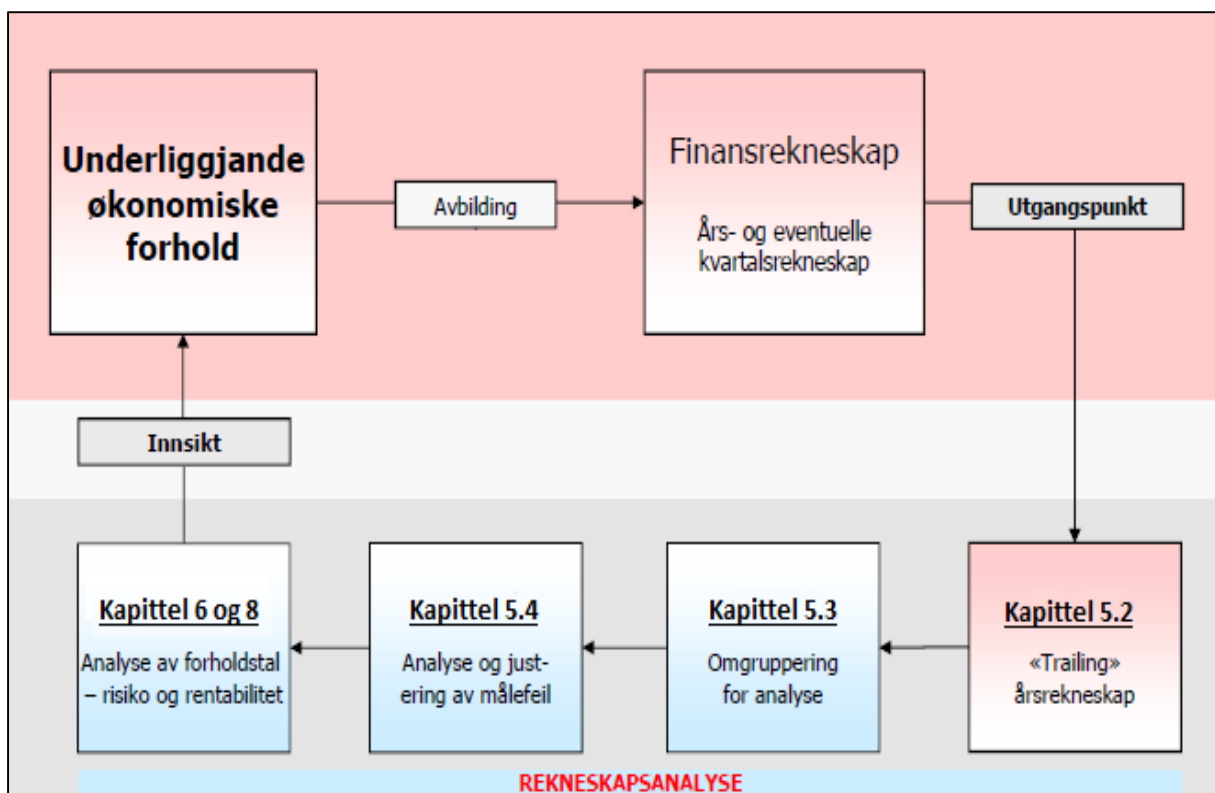 Underliggjande
økonomiske
forhold
Avbilding
Finansrekneskap
Års- og eventuelle
kvartalsrekneskap
Utgangspunkt
Innsikt
Kapittel 6 og 8
Analyse av forholdstal
– risiko og rentabilitet
Kapittel 5.4
Analyse og just-
ering av målefeil
Kapittel 5.3
Omgruppering
for analyse
Kapittel 5.2
«Trailing»
årsrekneskap
REKNESKAPSANALYSE